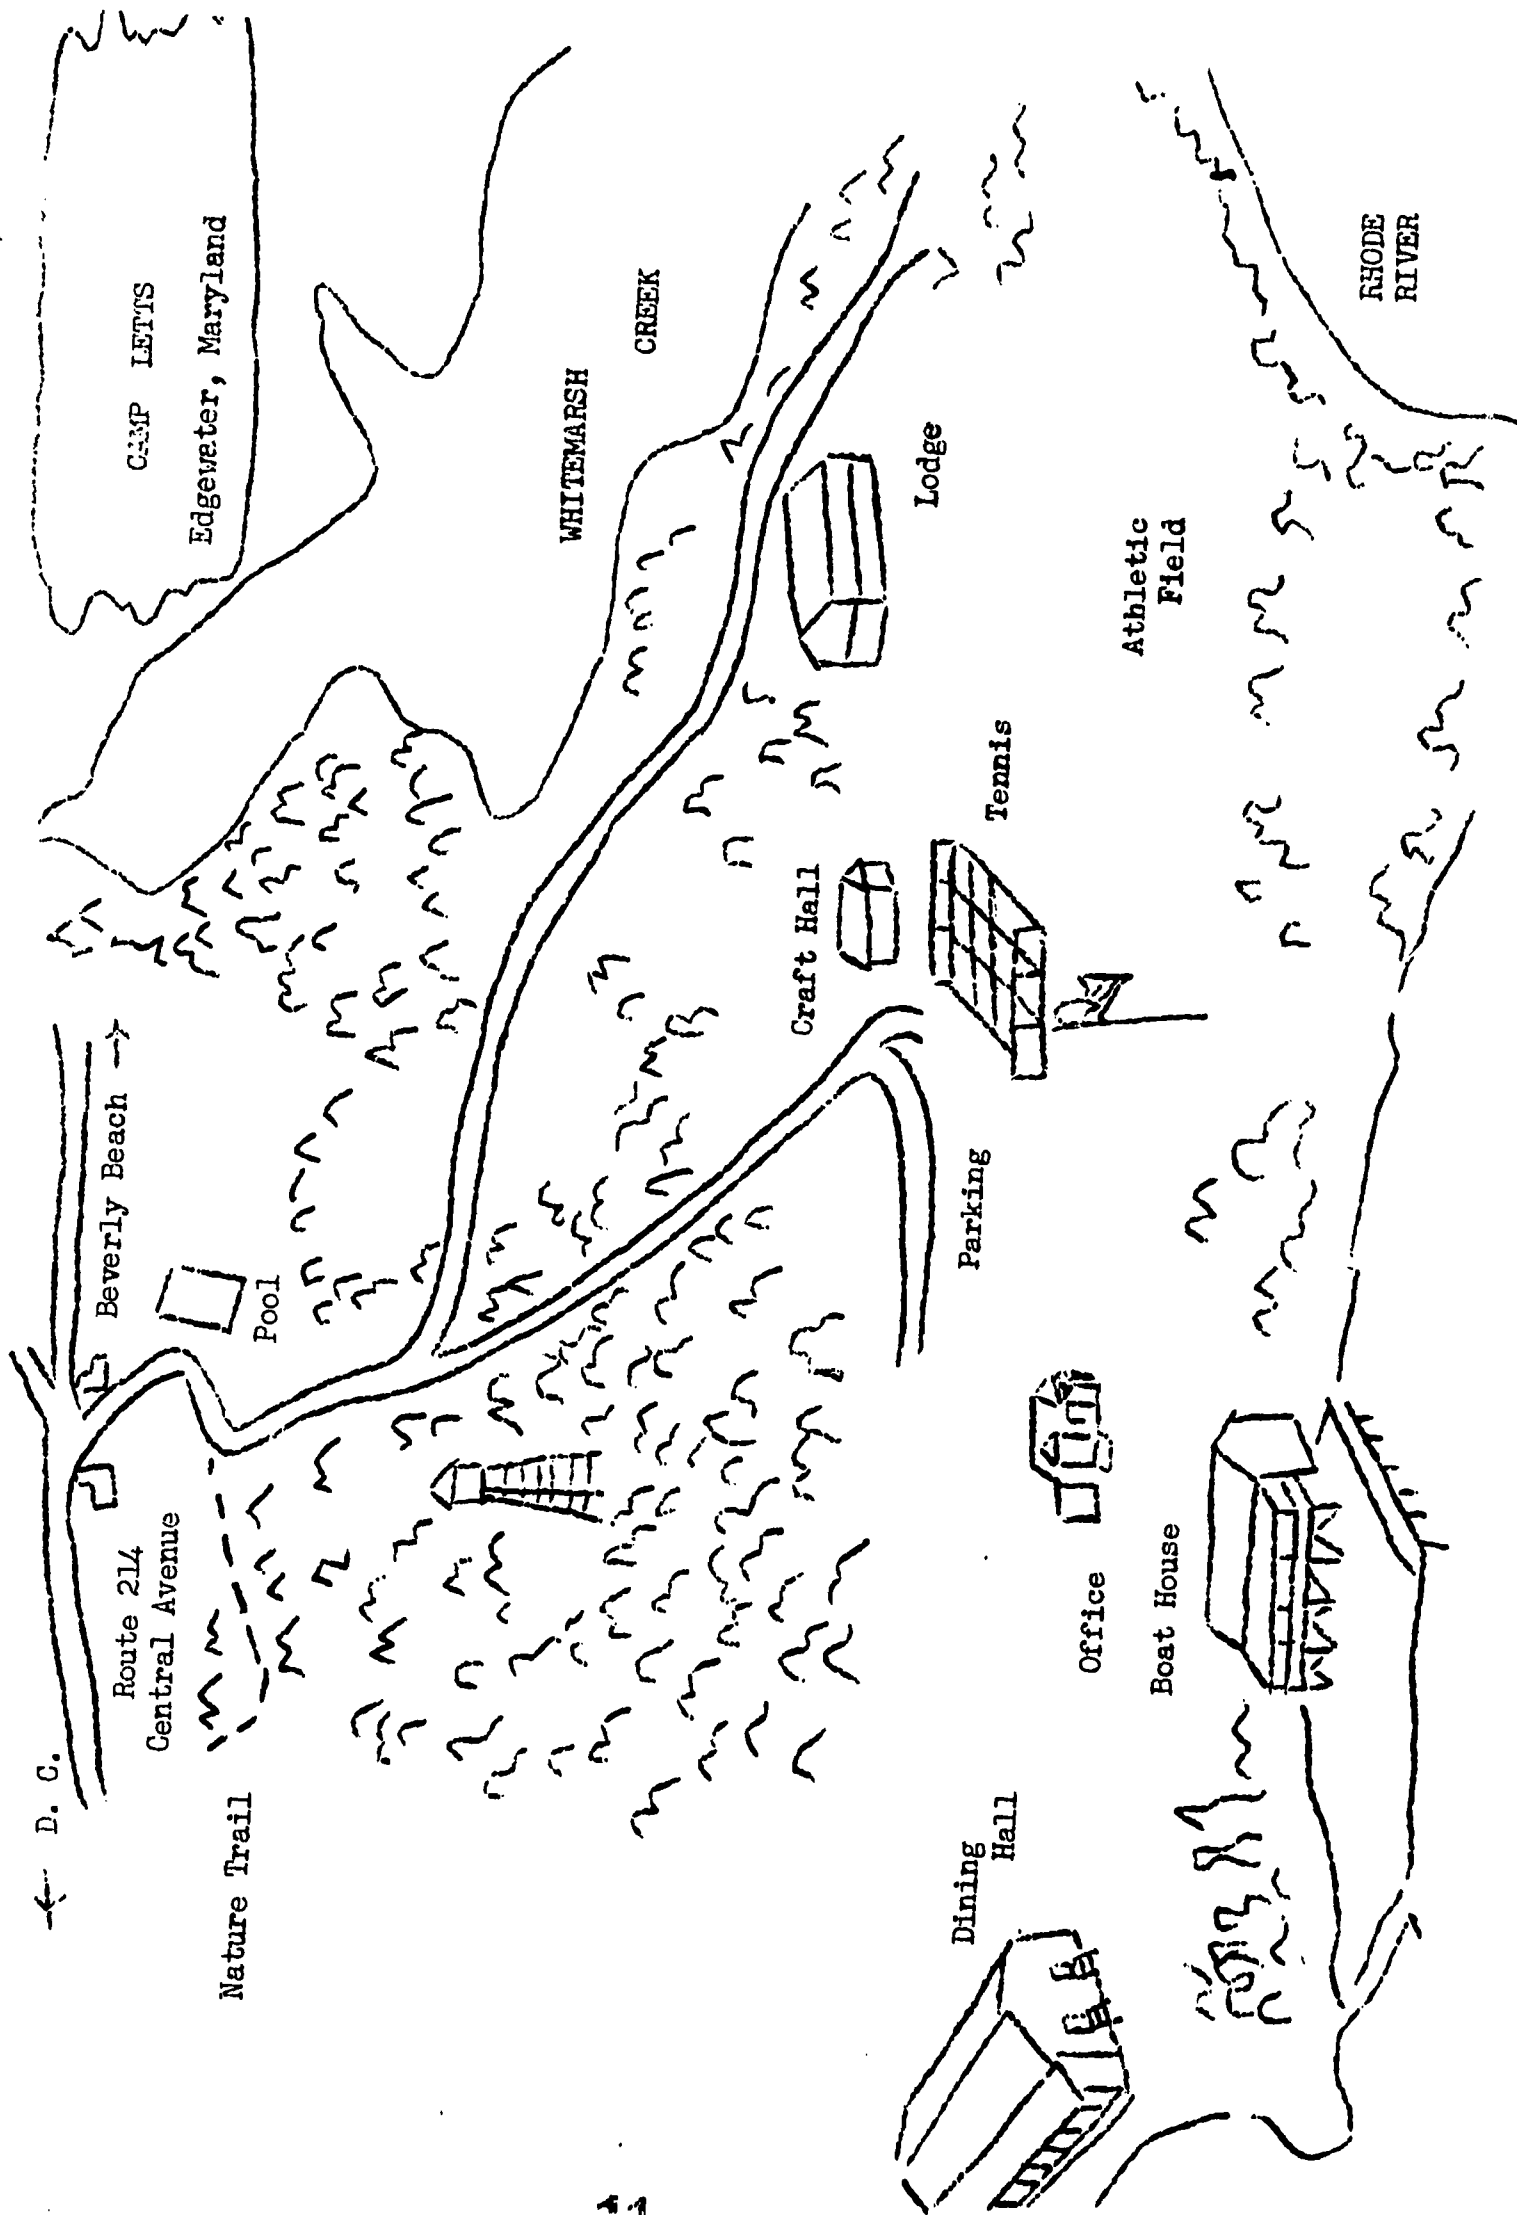 ← D. C.
Route 214
Central Avenue
Beverly Beach →
CAMP LETTS
Edgewater, Maryland
Nature Trail
Pool
WHITEMARSH
CREEK
Craft Hall
Lodge
Dining
Hall
Parking
Tennis
Office
Athletic
Field
Boat House
RHODE
RIVER